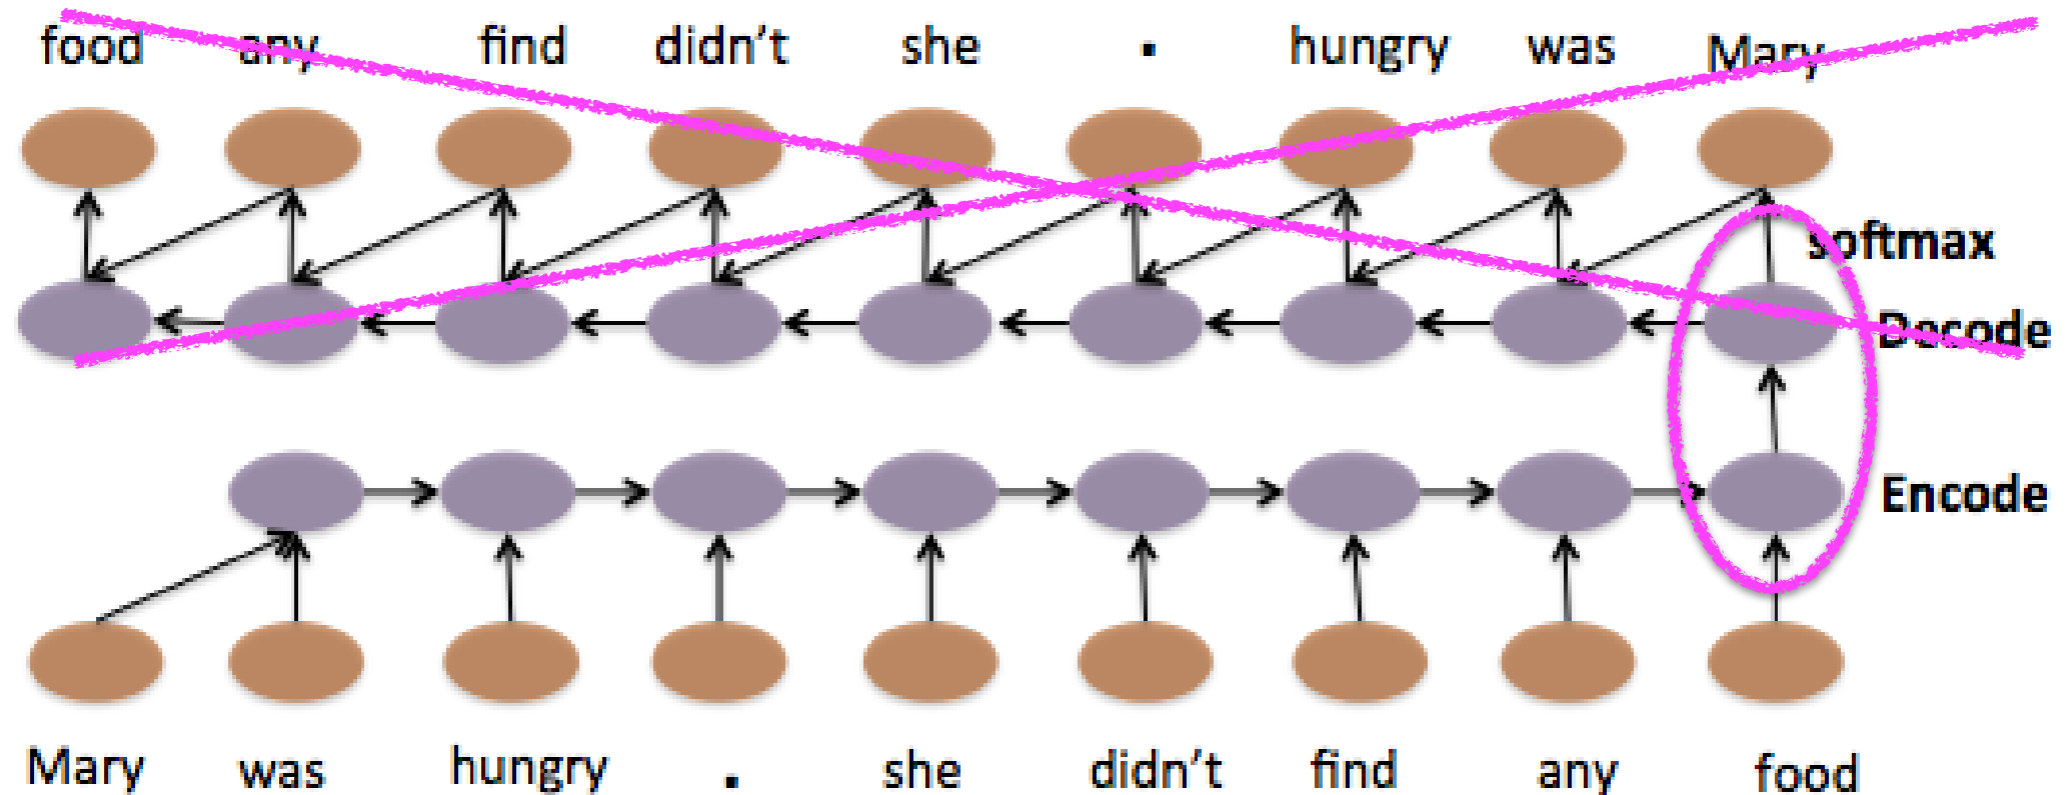 food any find didn't she . hungry was Mary
softmax
Decode
Encode
Mary was hungry . she didn't find any food